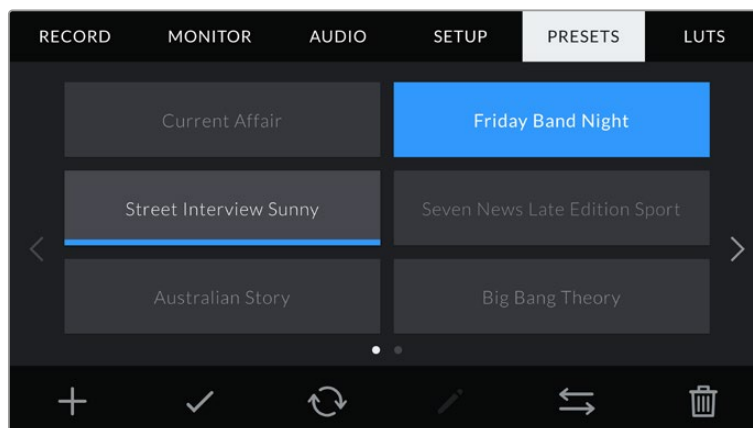 RECORD MONITOR AUDIO SETUP PRESETS LUTS
Current Affair Friday Band Night
Street Interview Sunny Seven News Late Edition Sport
Australian Story Big Bang Theory